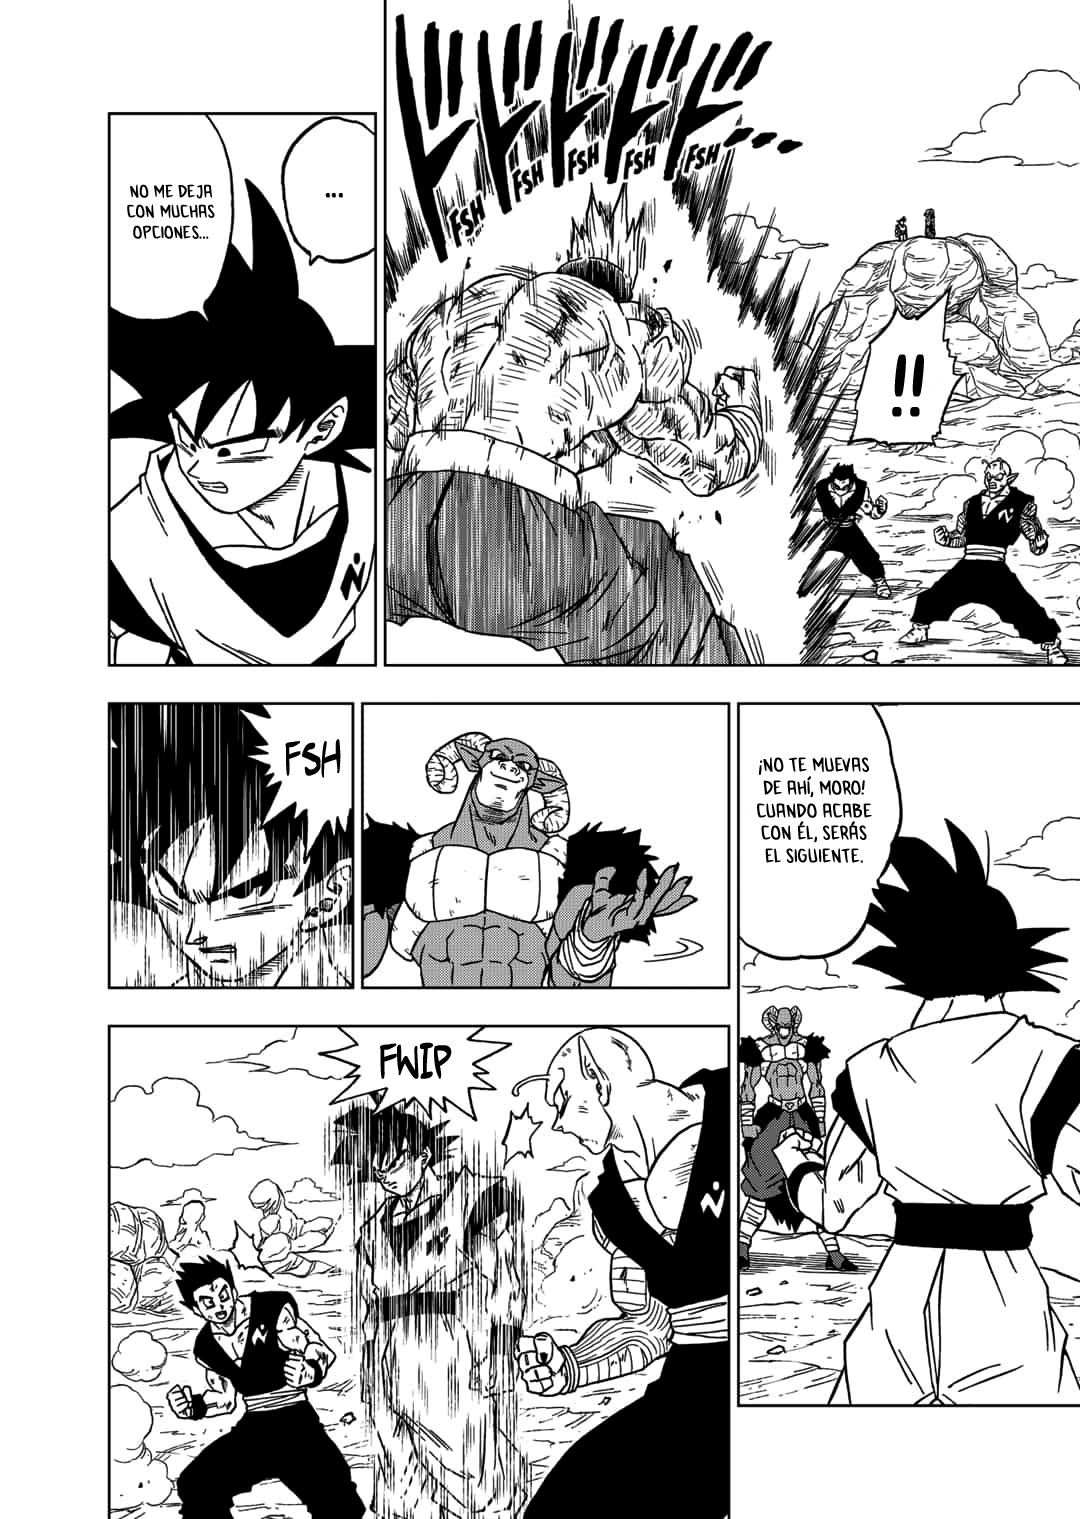 ドドドドド...
FSH
FSH
FSH
FSH
FSH
!!
...
NO ME DEJA
CON MUCHAS
OPCIONES...
¡NO TE MUEVAS
DE AHÍ, MORO!
CUANDO ACABE
CON ÉL, SERÁS
EL SIGUIENTE.
FSH
FWIP